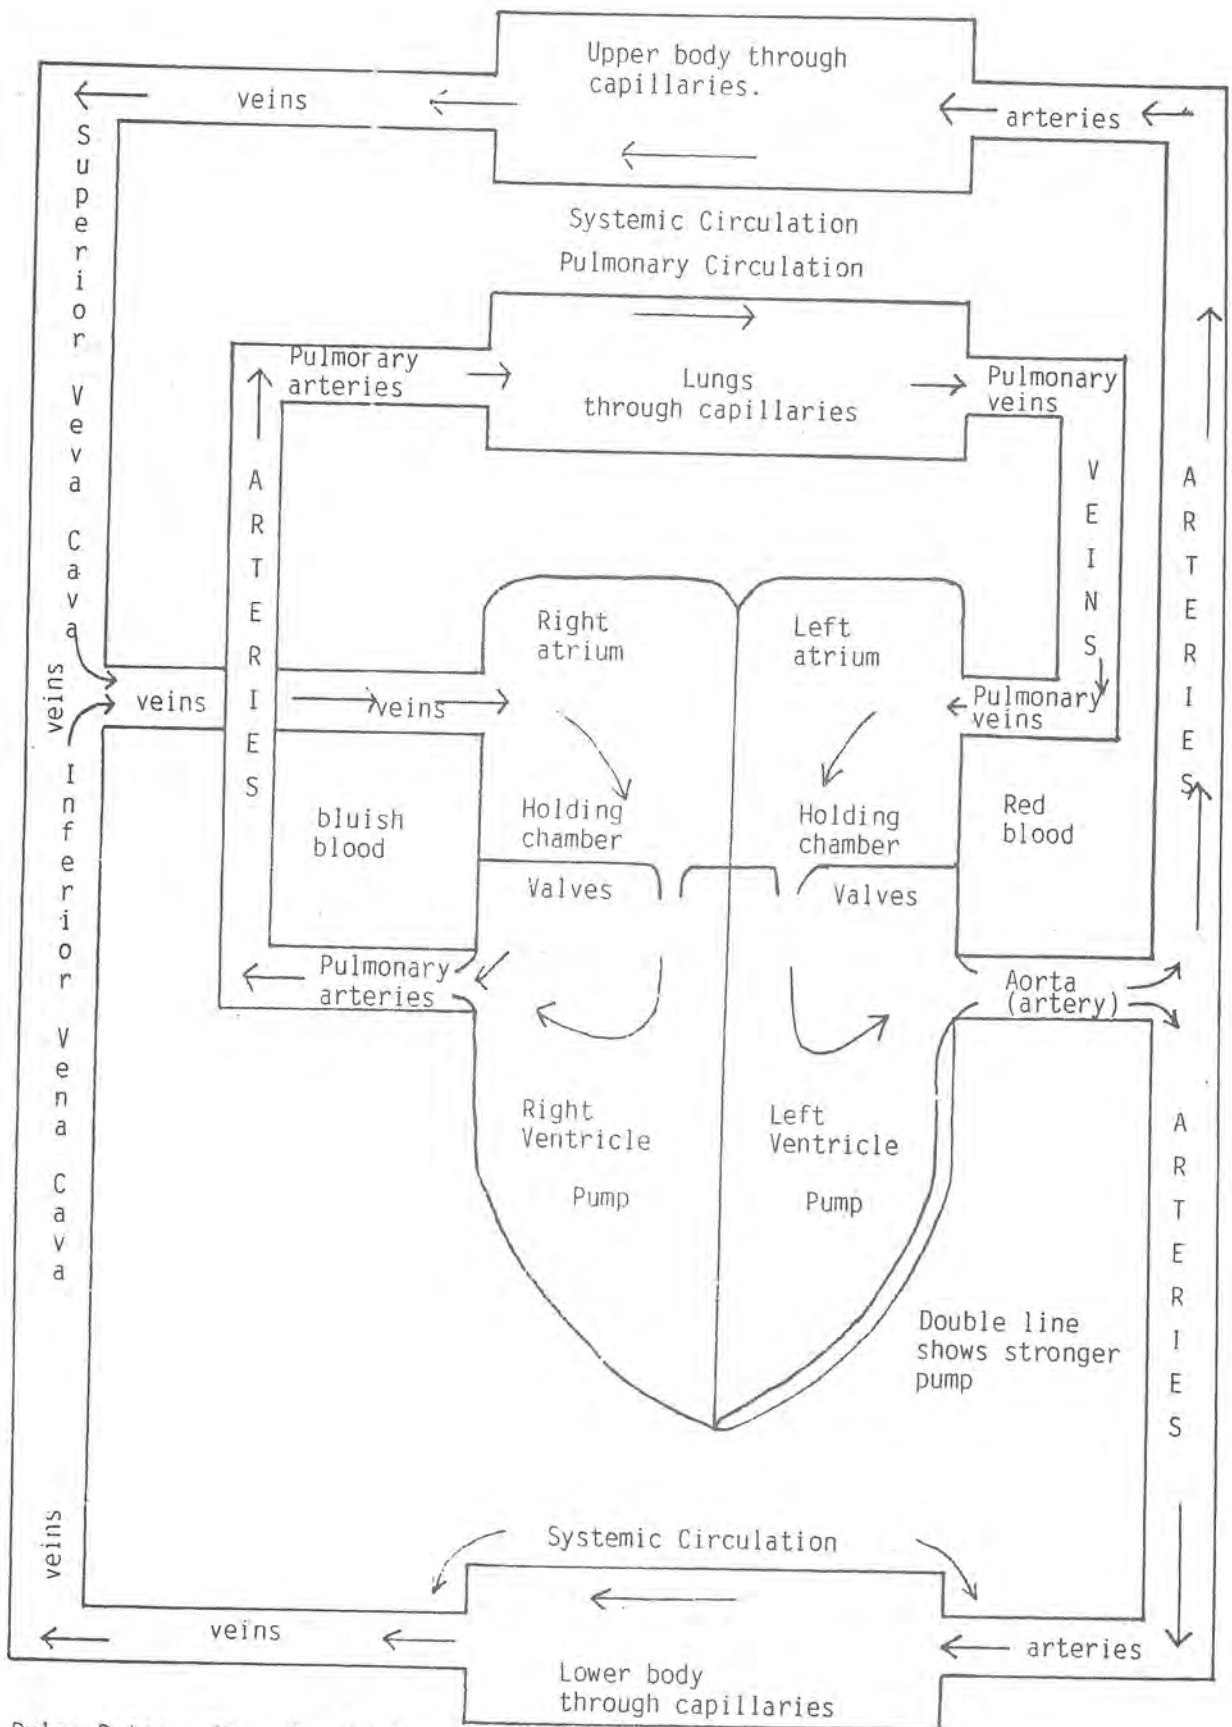 Upper body through
capillaries.
veins
arteries
Superior Veva Cava
Systemic Circulation
Pulmonary Circulation
Pulmorary
arteries
Lungs
through capillaries
Pulmonary
veins
ARTERIES
VEINS
ARTERIES
Right
atrium
Left
atrium
veins
veins
veins
Pulmonary
veins
Inferior Vena Cava
bluish
blood
Holding
chamber
Holding
chamber
Red
blood
Valves
Valves
Pulmonary
arteries
Aorta
(artery)
Right
Ventricle
Pump
Left
Ventricle
Pump
ARTERIES
Double line
shows stronger
pump
veins
Systemic Circulation
veins
arteries
Lower body
through capillaries